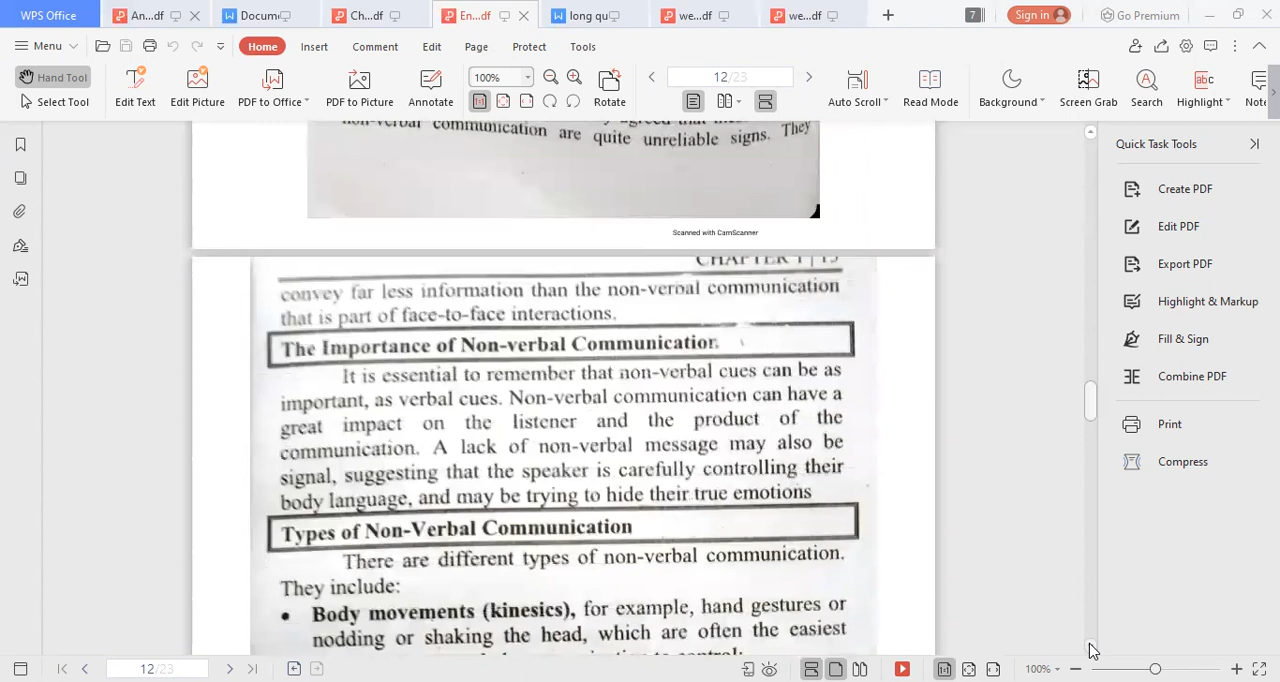 WPS Office
An...df
Docume
Ch...df
En...df
long qu
we...df
we...df
7
Sign in
Go Premium
Menu
Home
Insert
Comment
Edit
Page
Protect
Tools
Hand Tool
Select Tool
Edit Text
Edit Picture
PDF to Office
PDF to Picture
Annotate
100%
Rotate
12/23
Auto Scroll
Read Mode
Background
Screen Grab
Search
Highlight
Note
non-verbal communication are quite unreliable signs. They
Scanned with CamScanner
CHAPTER 1 | 13
convey far less information than the non-verbal communication
that is part of face-to-face interactions.
The Importance of Non-verbal Communication
It is essential to remember that non-verbal cues can be as
important, as verbal cues. Non-verbal communication can have a
great impact on the listener and the product of the
communication. A lack of non-verbal message may also be
signal, suggesting that the speaker is carefully controlling their
body language, and may be trying to hide their true emotions
Types of Non-Verbal Communication
There are different types of non-verbal communication.
They include:
• Body movements (kinesics), for example, hand gestures or
nodding or shaking the head, which are often the easiest
Quick Task Tools
Create PDF
Edit PDF
Export PDF
Highlight & Markup
Fill & Sign
Combine PDF
Print
Compress
12/23
100%